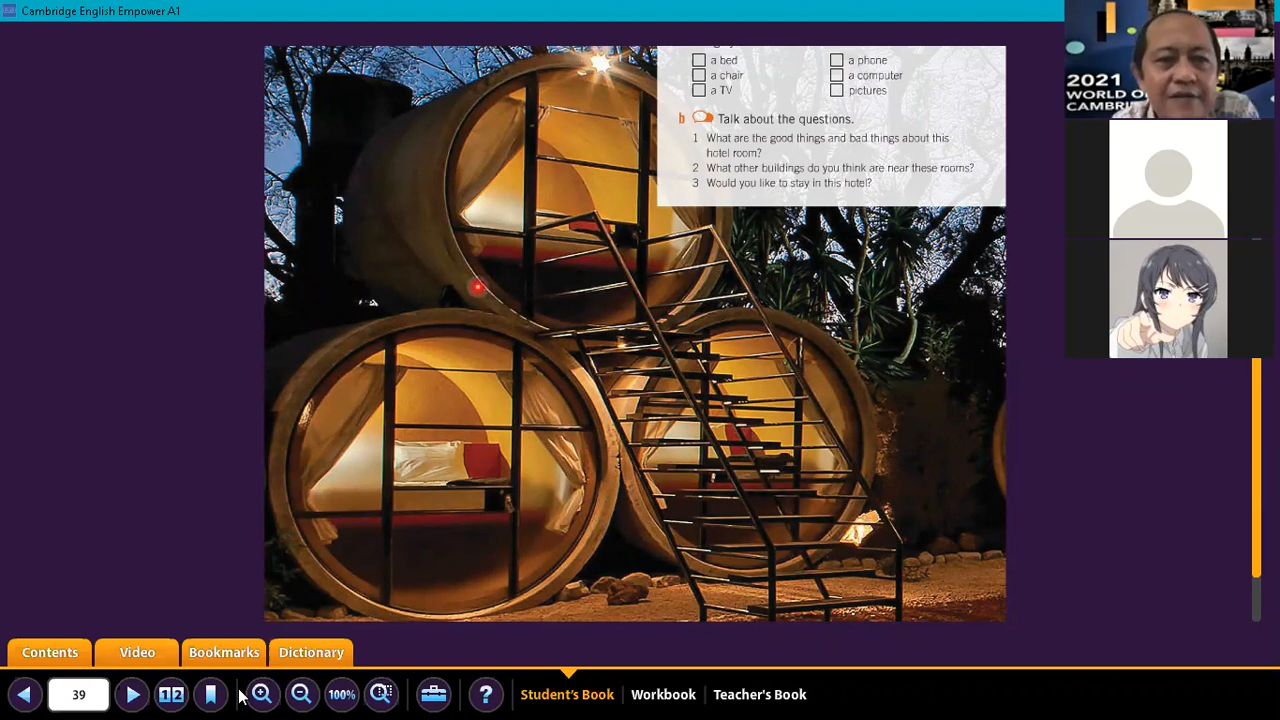 Cambridge English Empower A1
a bed
a phone
a chair
a computer
a TV
pictures
b Talk about the questions.
1 What are the good things and bad things about this
hotel room?
2 What other buildings do you think are near these rooms?
3 Would you like to stay in this hotel?
2021
WORLD O
CAMBRI
Contents
Video
Bookmarks
Dictionary
39
12
100%
?
Student's Book
Workbook
Teacher's Book